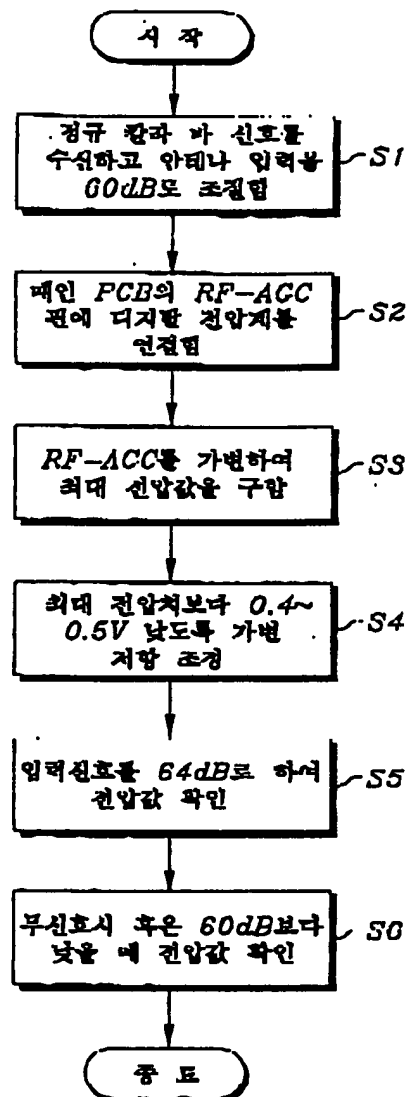 시 작
정규 칼라 바 신호를
수신하고 안테나 입력을
60dB로 조절함
S1
메인 PCB의 RF-AGC
핀에 디지탈 전압계를
연결함
S2
RF-AGC를 가변하여
최대 전압값을 구함
S3
최대 전압치보다 0.4~
0.5V 낮도록 가변
저항 조정
S4
입력신호를 64dB로 하여
전압값 확인
S5
무신호시 혹은 60dB보다
낮을 때 전압값 확인
S6
종 료